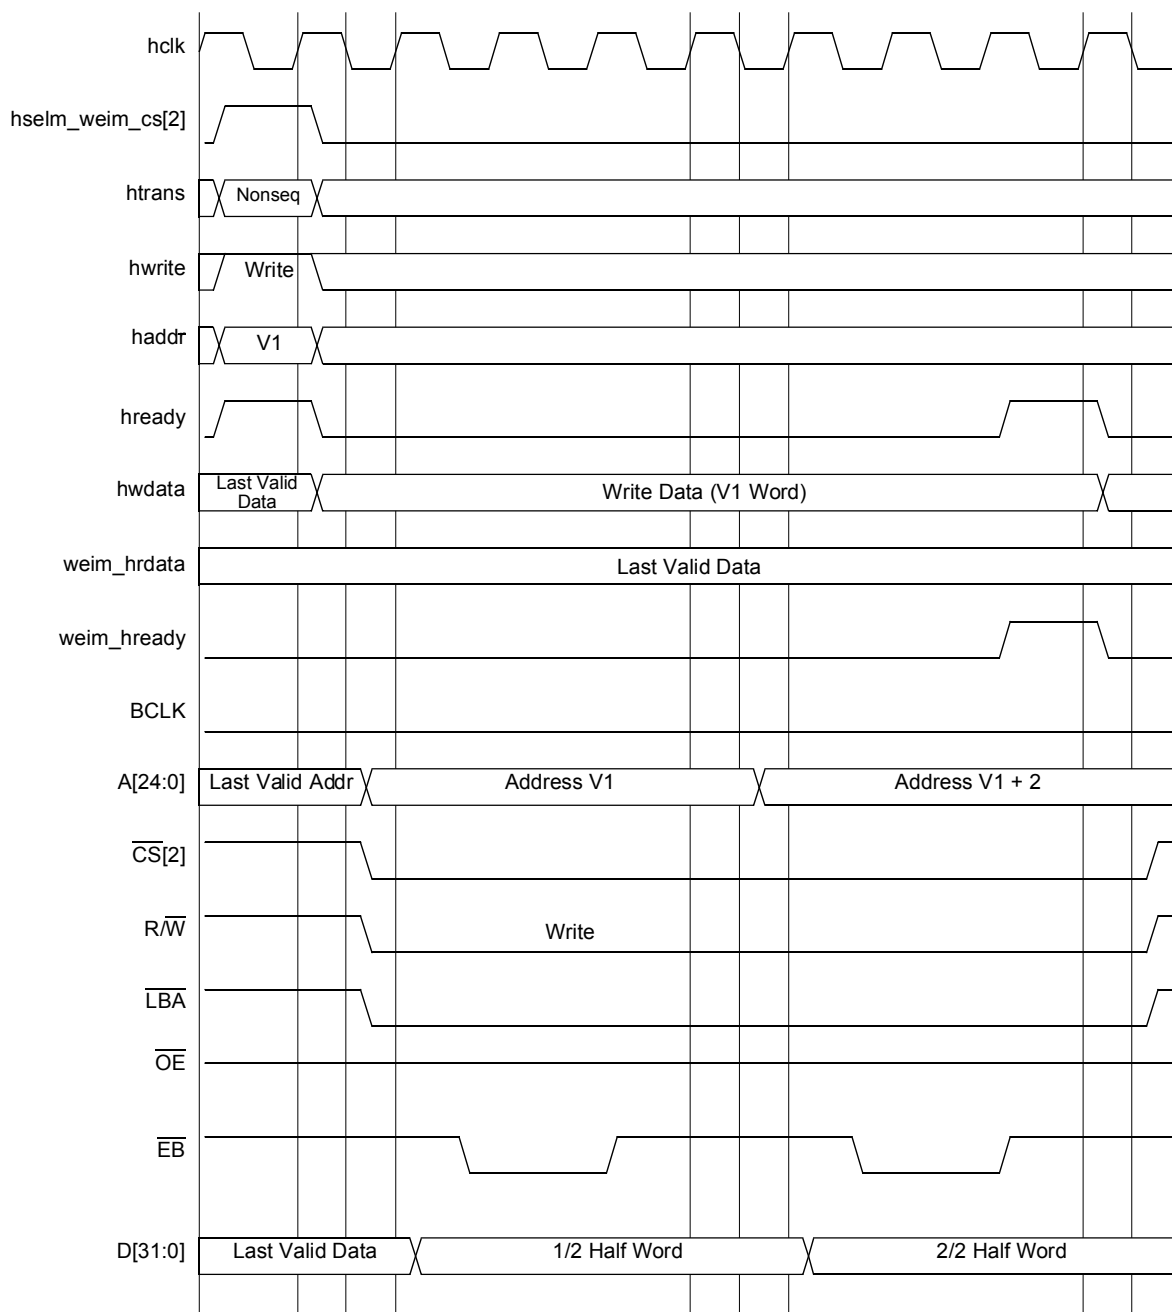 hclk
hselm_weim_cs[2]
htrans
Nonseq
hwrite
Write
haddr
V1
hready
hwdata
Last Valid
Data
Write Data (V1 Word)
weim_hrdata
Last Valid Data
weim_hready
BCLK
A[24:0]
Last Valid Addr
Address V1
Address V1 + 2
CS[2]
R/W
Write
LBA
OE
EB
D[31:0]
Last Valid Data
1/2 Half Word
2/2 Half Word